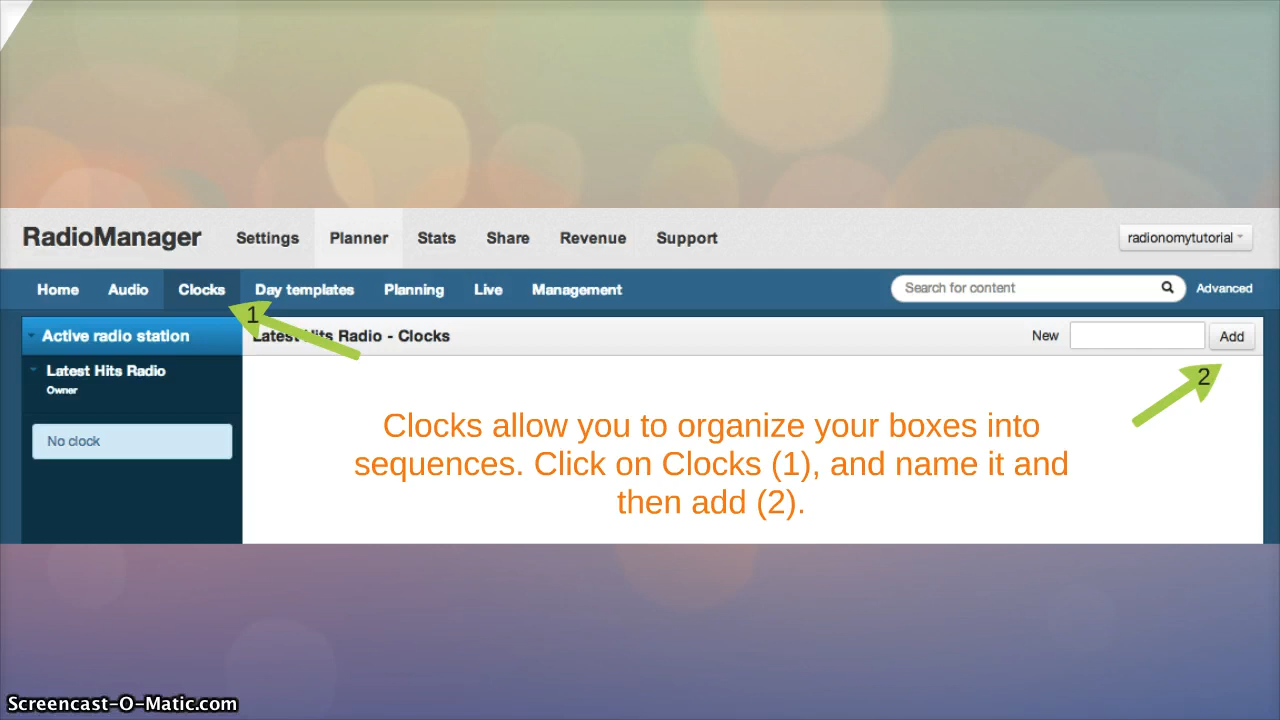 RadioManager Settings Planner Stats Share Revenue Support radionomytutorial
Home Audio Clocks Day templates Planning Live Management Search for content Advanced
1
Active radio station Latest Hits Radio - Clocks New Add
Latest Hits Radio
Owner
2
No clock
Clocks allow you to organize your boxes into
sequences. Click on Clocks (1), and name it and
then add (2).
Screencast-O-Matic.com